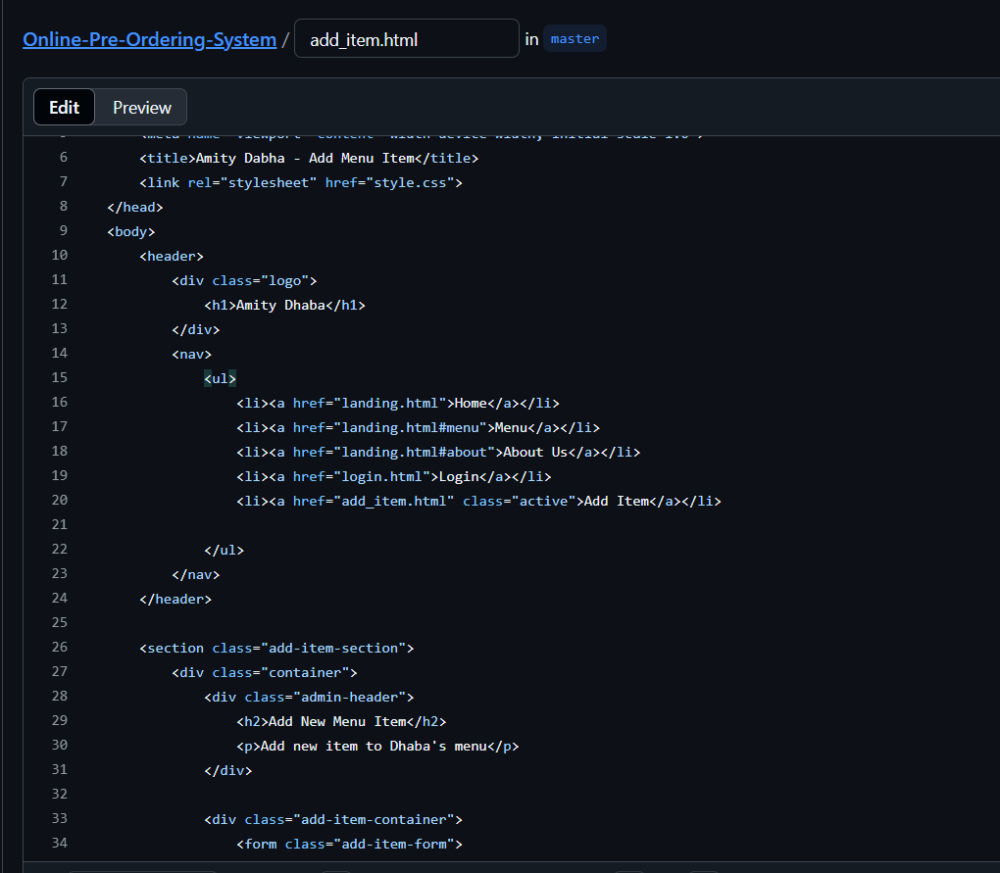 Online-Pre-Ordering-System / add_item.html in master
Edit Preview
6 <title>Amity Dabha - Add Menu Item</title>
7 <link rel="stylesheet" href="style.css">
8 </head>
9 <body>
10 <header>
11 <div class="logo">
12 <h1>Amity Dhaba</h1>
13 </div>
14 <nav>
15 <ul>
16 <li><a href="landing.html">Home</a></li>
17 <li><a href="landing.html#menu">Menu</a></li>
18 <li><a href="landing.html#about">About Us</a></li>
19 <li><a href="login.html">Login</a></li>
20 <li><a href="add_item.html" class="active">Add Item</a></li>
21
22 </ul>
23 </nav>
24 </header>
25
26 <section class="add-item-section">
27 <div class="container">
28 <div class="admin-header">
29 <h2>Add New Menu Item</h2>
30 <p>Add new item to Dhaba's menu</p>
31 </div>
32
33 <div class="add-item-container">
34 <form class="add-item-form">